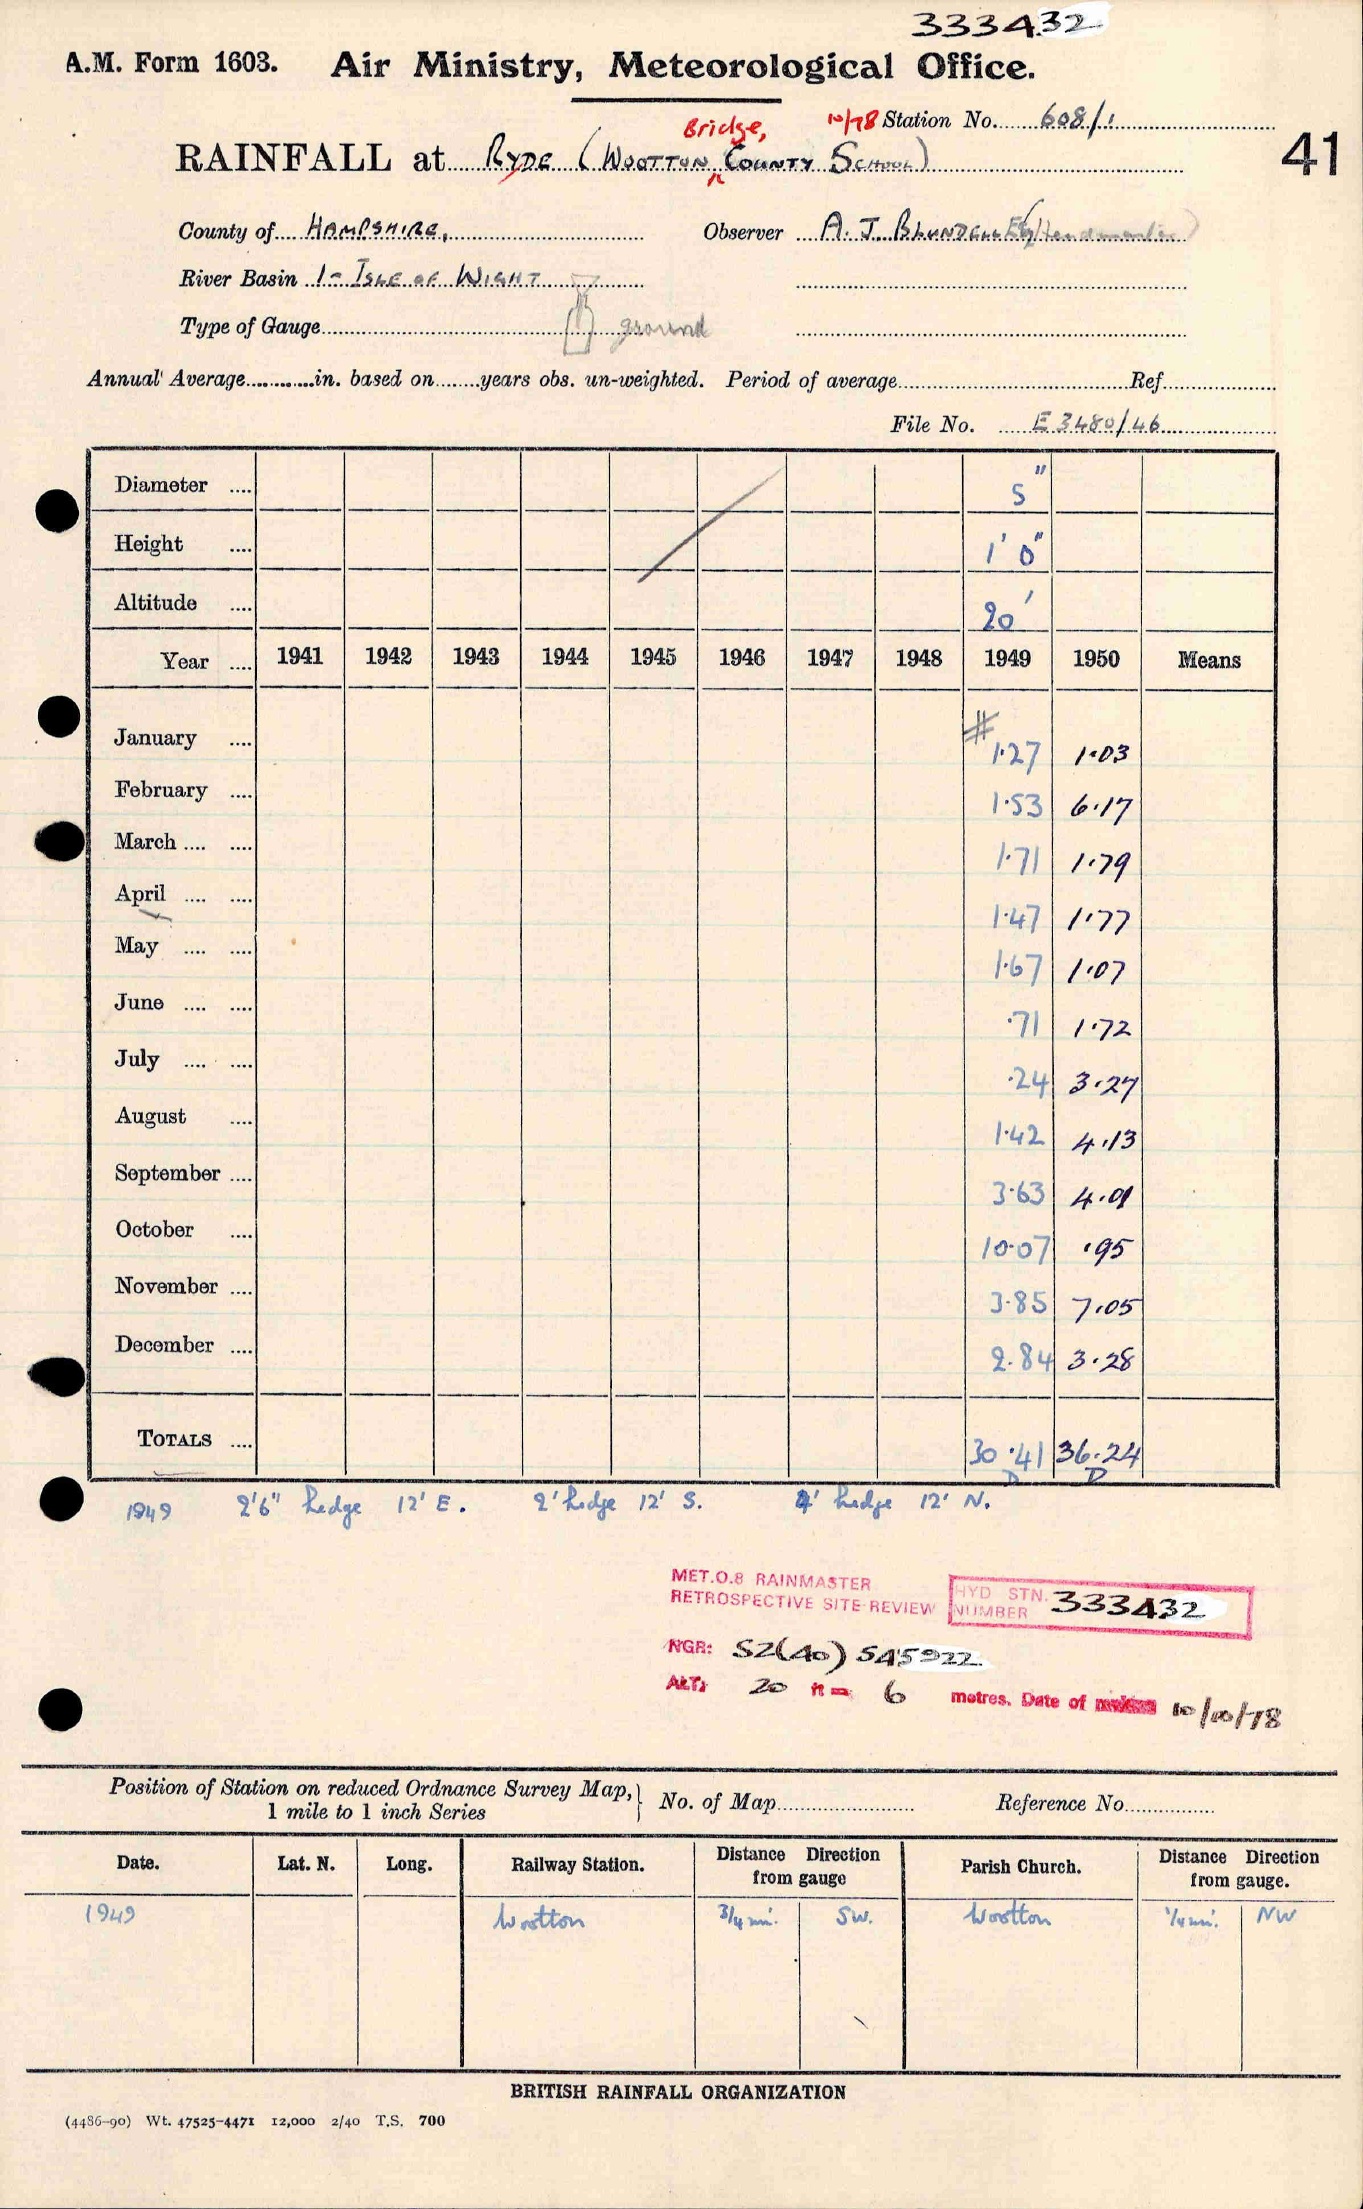 333432
A.M. Form 1603. Air Ministry, Meteorological Office.
Bridge, 10/78 Station No. 608/1
RAINFALL at RYDE (WOOTTON COUNTY SCHOOL) 41
County of HAMPSHIRE, Observer A. J. BLUNDELL Esq (Headmaster)
River Basin 1 - ISLE OF WIGHT
Type of Gauge ground
Annual Average............in. based on........years obs. un-weighted. Period of average Ref
File No. E 3480/46
Diameter .... 5"
Height .... 1' 0"
Altitude .... 20'
Year .... 1941 1942 1943 1944 1945 1946 1947 1948 1949 1950 Means
January .... # 1.27 1.03
February .... 1.53 6.17
March .... .... 1.71 1.79
April .... .... 1.47 1.77
May .... .... 1.67 1.07
June .... .... .71 1.72
July .... .... .24 3.27
August .... 1.42 4.13
September .... 3.63 4.01
October .... 10.07 .95
November .... 3.85 7.05
December .... 2.84 3.28
TOTALS .... 30.41 36.24
D D
1949 2'6" hedge 12' E. 2' hedge 12' S. 4' hedge 12' N.
MET.O.8 RAINMASTER
RETROSPECTIVE SITE REVIEW
HYD STN. NUMBER 333432
NGR: SZ(40) 545922
ALT: 20 ft = 6 metres. Date of 10/10/78
Position of Station on reduced Ordnance Survey Map,
1 mile to 1 inch Series
No. of Map Reference No.
Date. Lat. N. Long. Railway Station. Distance Direction from gauge Parish Church. Distance Direction from gauge.
1949 Wootton 3/4 mi. SW. Wootton 1/4 mi. NW
BRITISH RAINFALL ORGANIZATION
(4486-90) Wt. 47525-4471 12,000 2/40 T.S. 700